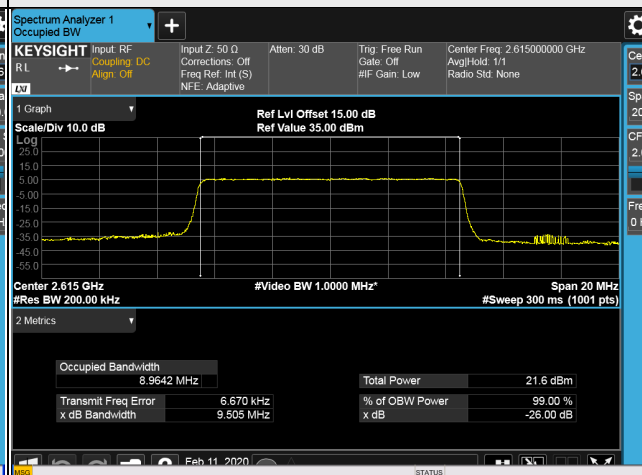 Spectrum Analyzer 1
Occupied BW
KEYSIGHT
R L
LXI
Input: RF
Coupling: DC
Align: Off
Input Z: 50 Ω
Corrections: Off
Freq Ref: Int (S)
NFE: Adaptive
Atten: 30 dB
Trig: Free Run
Gate: Off
#IF Gain: Low
Center Freq: 2.615000000 GHz
Avg|Hold: 1/1
Radio Std: None
1 Graph
Scale/Div 10.0 dB
Ref Lvl Offset 15.00 dB
Ref Value 35.00 dBm
Log
25.0
15.0
5.00
-5.00
-15.0
-25.0
-35.0
-45.0
-55.0
Center 2.615 GHz
#Res BW 200.00 kHz
#Video BW 1.0000 MHz*
Span 20 MHz
#Sweep 300 ms (1001 pts)
2 Metrics
Occupied Bandwidth
8.9642 MHz
Total Power 21.6 dBm
Transmit Freq Error 6.670 kHz
% of OBW Power 99.00 %
x dB Bandwidth 9.505 MHz
x dB -26.00 dB
Feb 11, 2020
MSG
STATUS